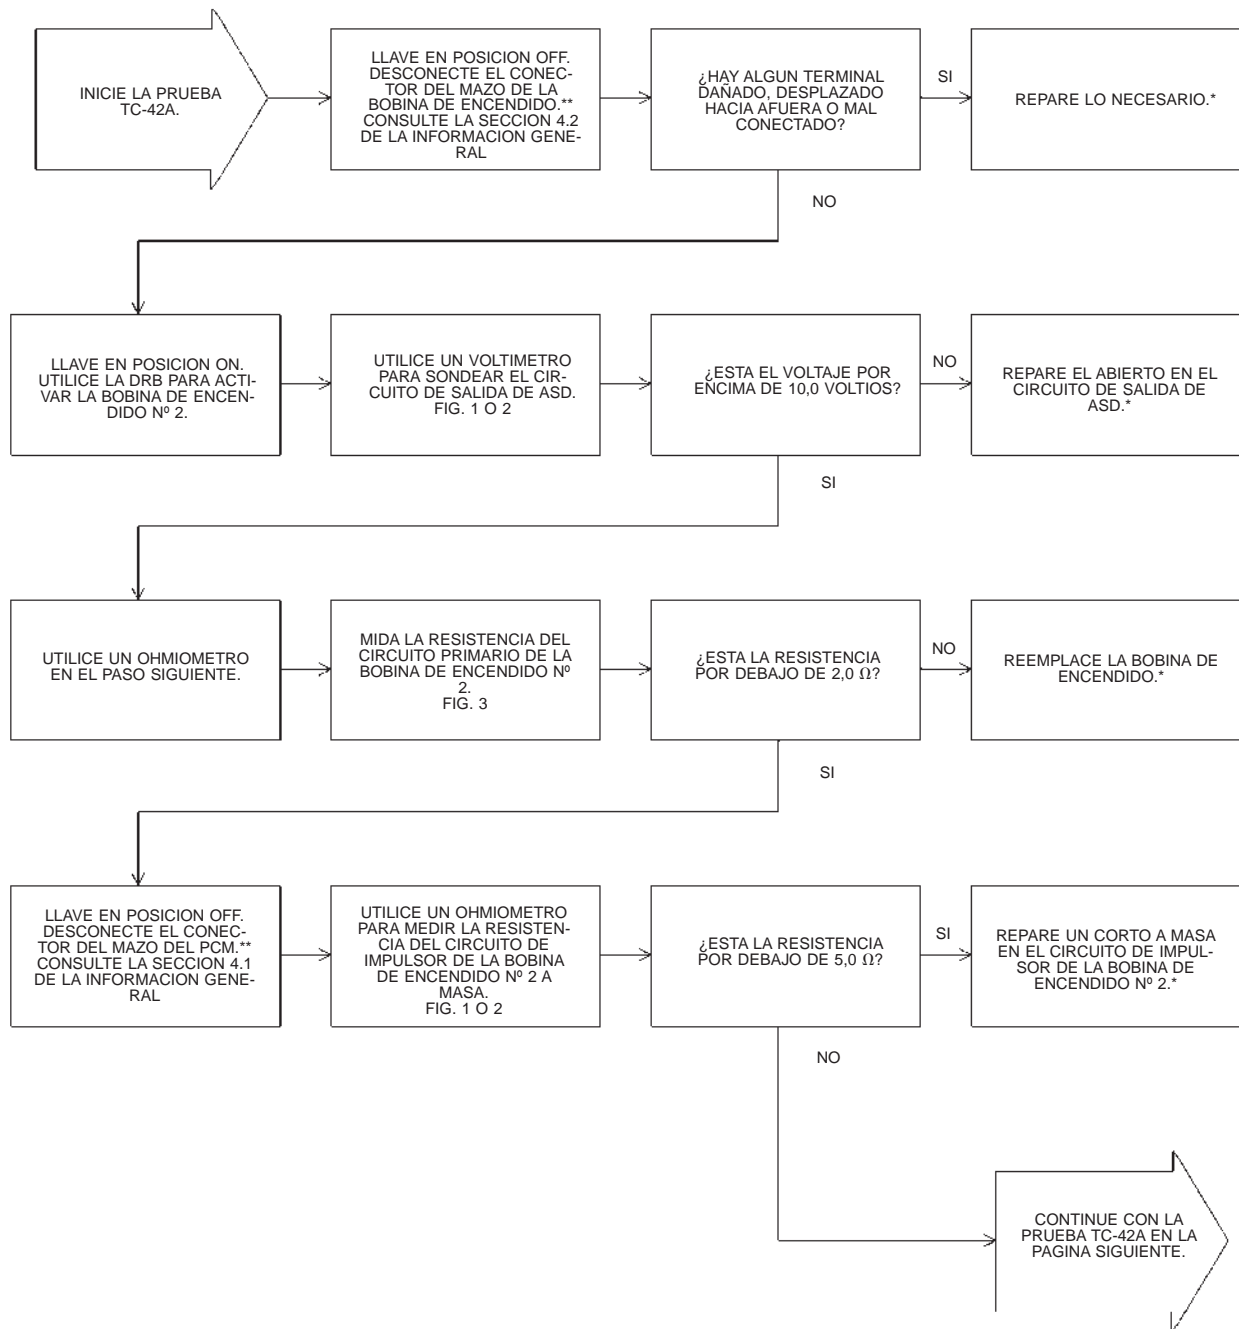 INICIE LA PRUEBA
TC-42A.
LLAVE EN POSICION OFF.
DESCONECTE EL CONEC-
TOR DEL MAZO DE LA
BOBINA DE ENCENDIDO.**
CONSULTE LA SECCION 4.2
DE LA INFORMACION GENE-
RAL
¿HAY ALGUN TERMINAL
DAÑADO, DESPLAZADO
HACIA AFUERA O MAL
CONECTADO?
SI
REPARE LO NECESARIO.*
NO
LLAVE EN POSICION ON.
UTILICE LA DRB PARA ACTI-
VAR LA BOBINA DE ENCEN-
DIDO Nº 2.
UTILICE UN VOLTIMETRO
PARA SONDEAR EL CIR-
CUITO DE SALIDA DE ASD.
FIG. 1 O 2
¿ESTA EL VOLTAJE POR
ENCIMA DE 10,0 VOLTIOS?
NO
REPARE EL ABIERTO EN EL
CIRCUITO DE SALIDA DE
ASD.*
SI
UTILICE UN OHMIOMETRO
EN EL PASO SIGUIENTE.
MIDA LA RESISTENCIA DEL
CIRCUITO PRIMARIO DE LA
BOBINA DE ENCENDIDO Nº
2.
FIG. 3
¿ESTA LA RESISTENCIA
POR DEBAJO DE 2,0 Ω?
NO
REEMPLACE LA BOBINA DE
ENCENDIDO.*
SI
LLAVE EN POSICION OFF.
DESCONECTE EL CONEC-
TOR DEL MAZO DEL PCM.**
CONSULTE LA SECCION 4.1
DE LA INFORMACION GENE-
RAL
UTILICE UN OHMIOMETRO
PARA MEDIR LA RESISTEN-
CIA DEL CIRCUITO DE
IMPULSOR DE LA BOBINA
DE ENCENDIDO Nº 2 A
MASA.
FIG. 1 O 2
¿ESTA LA RESISTENCIA
POR DEBAJO DE 5,0 Ω?
SI
REPARE UN CORTO A MASA
EN EL CIRCUITO DE IMPUL-
SOR DE LA BOBINA DE
ENCENDIDO Nº 2.*
NO
CONTINUE CON LA
PRUEBA TC-42A EN LA
PAGINA SIGUIENTE.